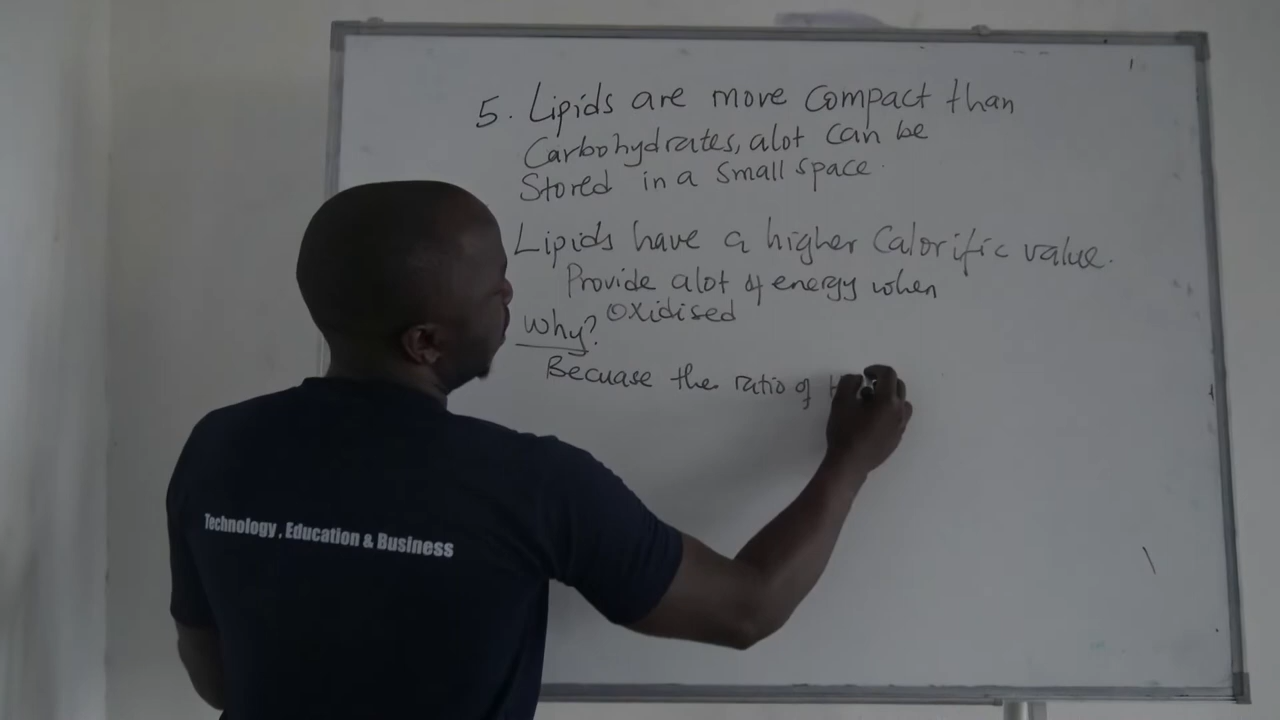 5. Lipids are more compact than
Carbohydrates, alot can be
Stored in a small space.
Lipids have a higher Calorific value.
Provide alot of energy when
Oxidised
Why?
Becuase the ratio of
Technology, Education & Business